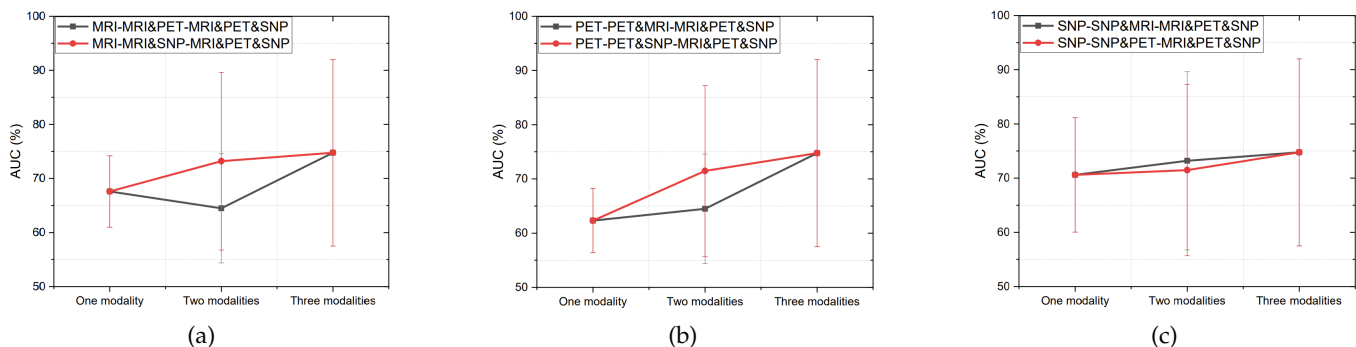 100
90
80
70
60
50
AUC (%)
MRI-MRI&PET-MRI&PET&SNP
MRI-MRI&SNP-MRI&PET&SNP
One modality
Two modalities
Three modalities
(a)
100
90
80
70
60
50
AUC (%)
PET-PET&MRI-MRI&PET&SNP
PET-PET&SNP-MRI&PET&SNP
One modality
Two modalities
Three modalities
(b)
100
90
80
70
60
50
AUC (%)
SNP-SNP&MRI-MRI&PET&SNP
SNP-SNP&PET-MRI&PET&SNP
One modality
Two modalities
Three modalities
(c)